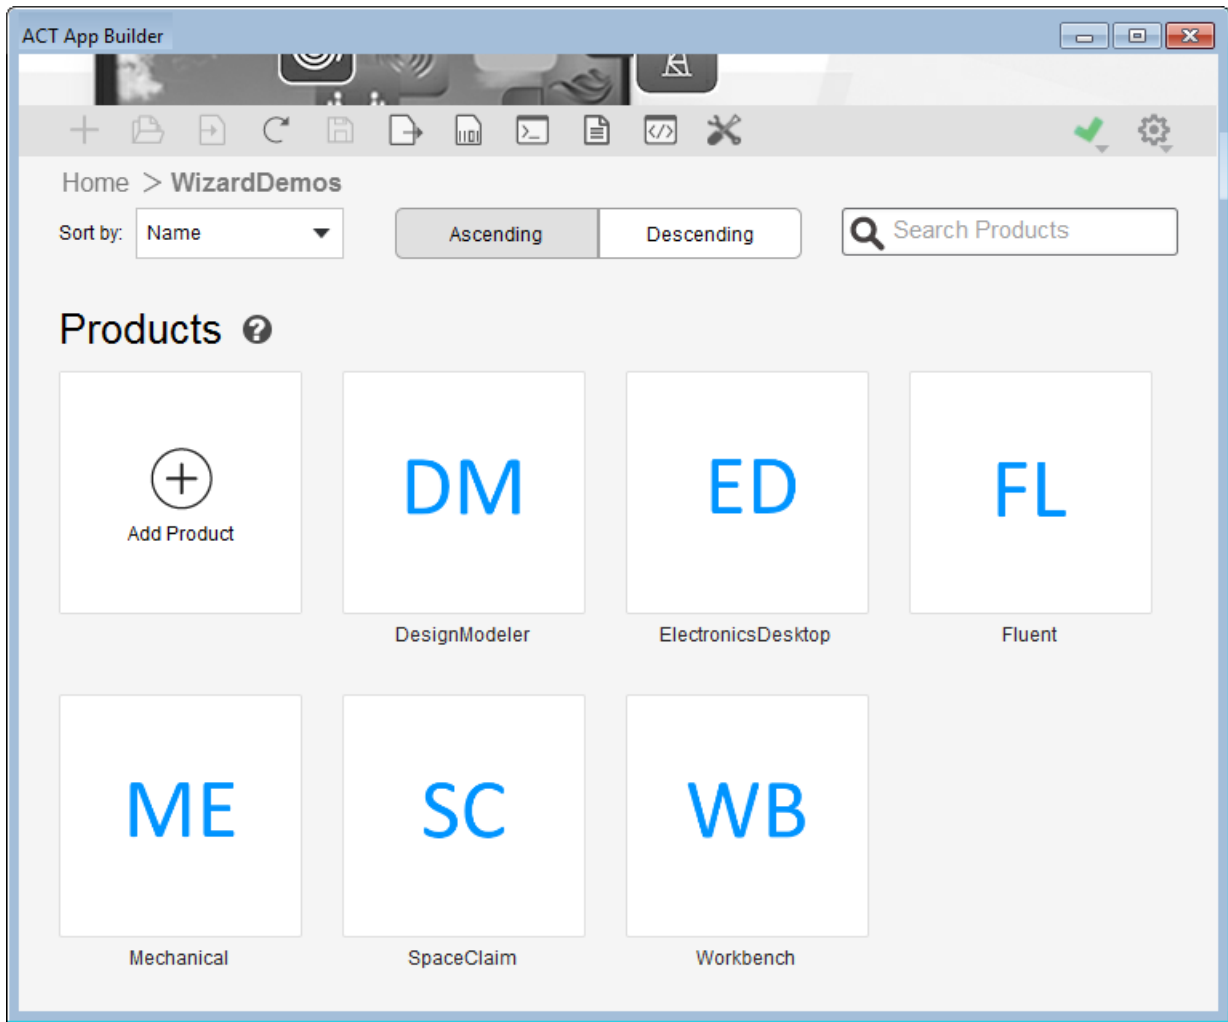 ACT App Builder
Home > WizardDemos
Sort by: Name Ascending Descending Search Products
Products ?
DM ED FL
Add Product
DesignModeler ElectronicsDesktop Fluent
ME SC WB
Mechanical SpaceClaim Workbench